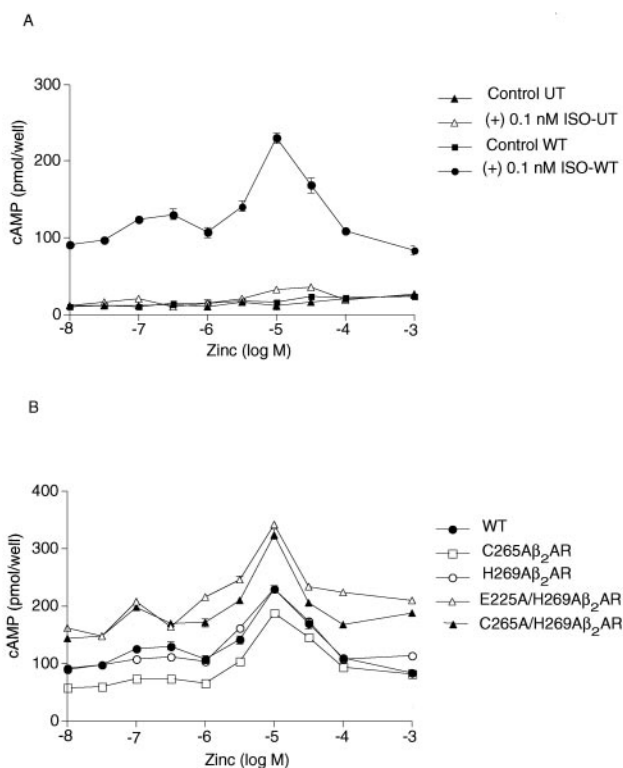 A
300
200
100
0
cAMP (pmol/well)
-8 -7 -6 -5 -4 -3
Zinc (log M)
Control UT
(+) 0.1 nM ISO-UT
Control WT
(+) 0.1 nM ISO-WT
B
400
300
200
100
0
cAMP (pmol/well)
-8 -7 -6 -5 -4 -3
Zinc (log M)
WT
C265Aβ₂AR
H269Aβ₂AR
E225A/H269Aβ₂AR
C265A/H269Aβ₂AR